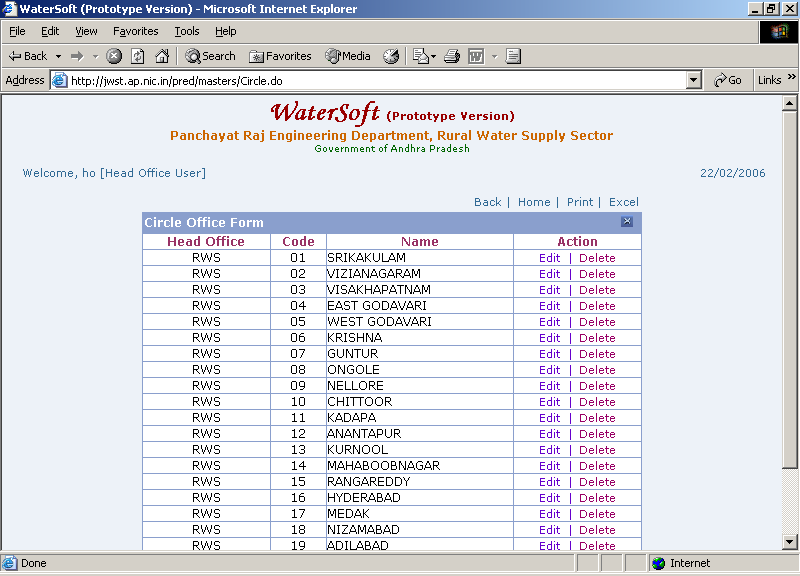 WaterSoft (Prototype Version) - Microsoft Internet Explorer
File Edit View Favorites Tools Help
Back Search Favorites Media
Address http://jwst.ap.nic.in/pred/masters/Circle.do Go Links »
WaterSoft (Prototype Version)
Panchayat Raj Engineering Department, Rural Water Supply Sector
Government of Andhra Pradesh
Welcome, ho [Head Office User] 22/02/2006
Back | Home | Print | Excel
Circle Office Form
Head Office Code Name Action
RWS 01 SRIKAKULAM Edit | Delete
RWS 02 VIZIANAGARAM Edit | Delete
RWS 03 VISAKHAPATNAM Edit | Delete
RWS 04 EAST GODAVARI Edit | Delete
RWS 05 WEST GODAVARI Edit | Delete
RWS 06 KRISHNA Edit | Delete
RWS 07 GUNTUR Edit | Delete
RWS 08 ONGOLE Edit | Delete
RWS 09 NELLORE Edit | Delete
RWS 10 CHITTOOR Edit | Delete
RWS 11 KADAPA Edit | Delete
RWS 12 ANANTAPUR Edit | Delete
RWS 13 KURNOOL Edit | Delete
RWS 14 MAHABOOBNAGAR Edit | Delete
RWS 15 RANGAREDDY Edit | Delete
RWS 16 HYDERABAD Edit | Delete
RWS 17 MEDAK Edit | Delete
RWS 18 NIZAMABAD Edit | Delete
RWS 19 ADILABAD Edit | Delete
Done Internet